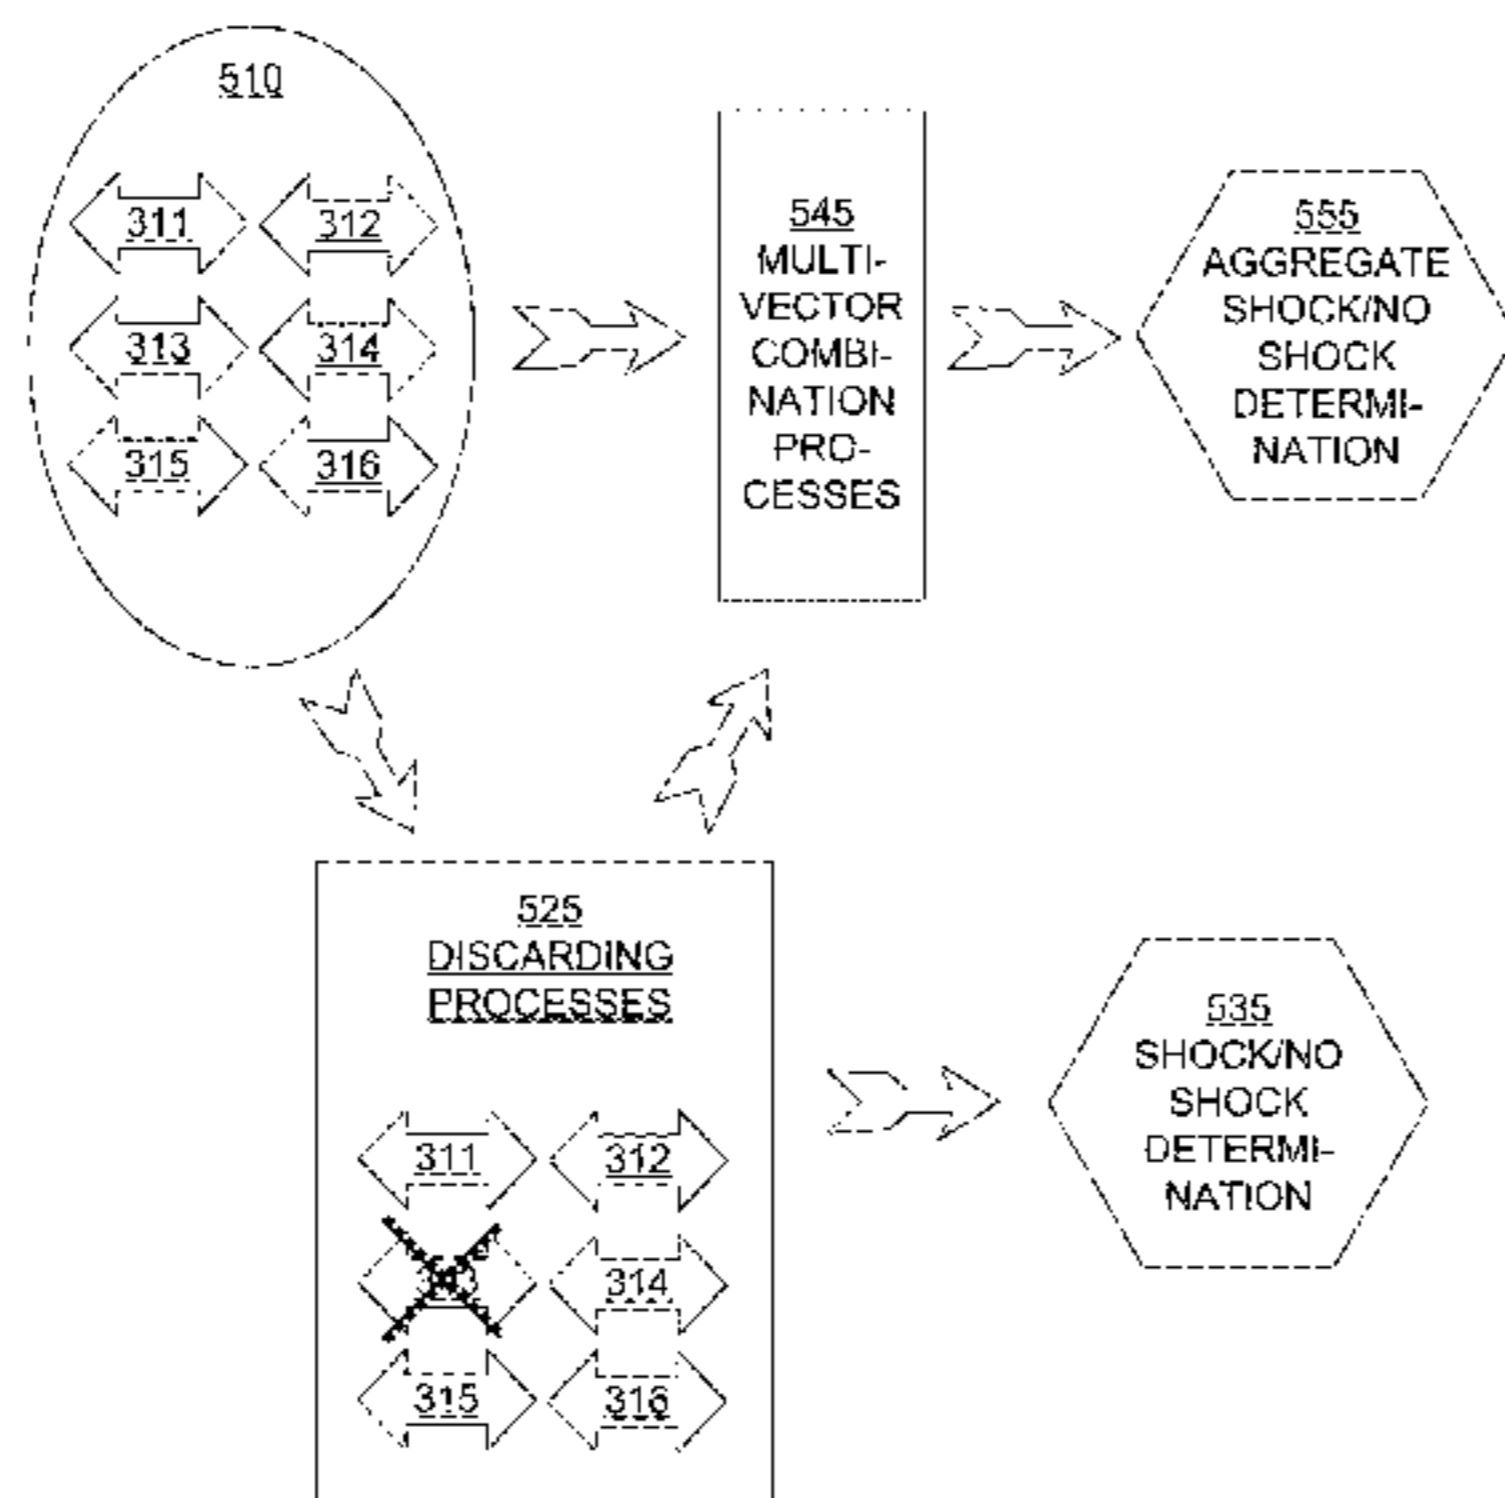 510
311 312
313 314
315 316
545
MULTI-
VECTOR
COMBI-
NATION
PRO-
CESSES
555
AGGREGATE
SHOCK/NO
SHOCK
DETERMI-
NATION
525
DISCARDING
PROCESSES
311 312
314
315 316
535
SHOCK/NO
SHOCK
DETERMI-
NATION